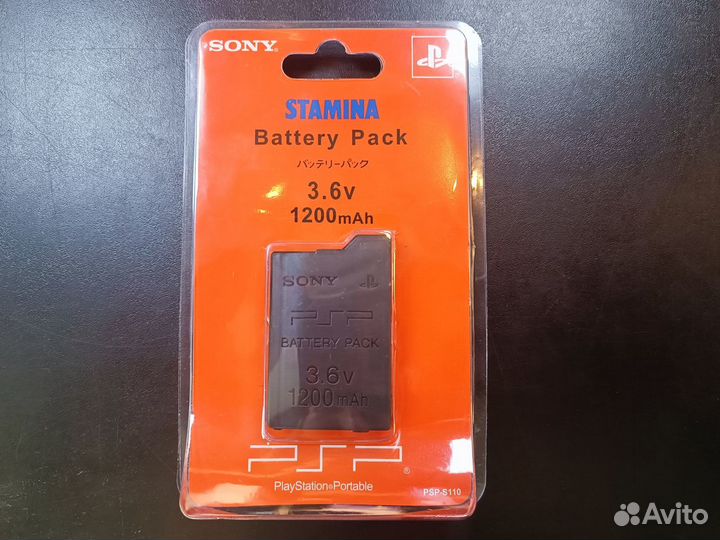 SONY®
STAMINA
Battery Pack
バッテリーパック
3.6v
1200mAh
SONY
PSP
BATTERY PACK
3.6v
1200mAh
PSP®
PlayStation®Portable
PSP-S110
Avito